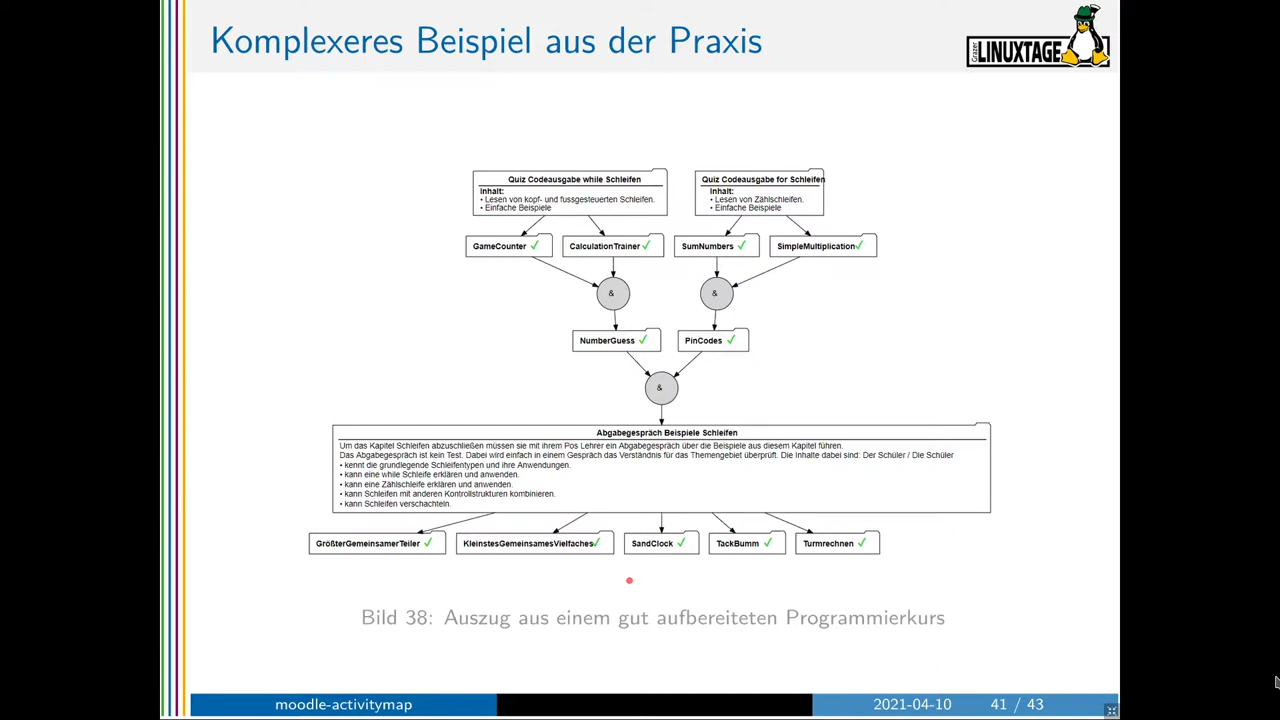 Komplexeres Beispiel aus der Praxis
Grazer
LINUXTAGE
Quiz Codeausgabe while Schleifen
Inhalt:
• Lesen von kopf- und fussgesteuerten Schleifen.
• Einfache Beispiele
Quiz Codeausgabe for Schleifen
Inhalt:
• Lesen von Zählschleifen.
• Einfache Beispiele
GameCounter ✓
CalculationTrainer ✓
SumNumbers ✓
SimpleMultiplication ✓
&
&
NumberGuess ✓
PinCodes ✓
&
Abgabegespräch Beispiele Schleifen
Um das Kapitel Schleifen abzuschließen müssen sie mit ihrem Pos Lehrer ein Abgabegespräch über die Beispiele aus diesem Kapitel führen.
Das Abgabegespräch ist kein Test. Dabei wird einfach in einem Gespräch das Verständnis für das Themengebiet überprüft. Die Inhalte dabei sind: Der Schüler / Die Schüler
• kennt die grundlegende Schleifentypen und ihre Anwendungen.
• kann eine while Schleife erklären und anwenden.
• kann eine Zählschleife erklären und anwenden.
• kann Schleifen mit anderen Kontrollstrukturen kombinieren.
• kann Schleifen verschachteln.
GrößterGemeinsamerTeiler ✓
KleinstesGemeinsamesVielfaches ✓
SandClock ✓
TackBumm ✓
Turmrechnen ✓
Bild 38: Auszug aus einem gut aufbereiteten Programmierkurs
moodle-activitymap
2021-04-10
41 / 43